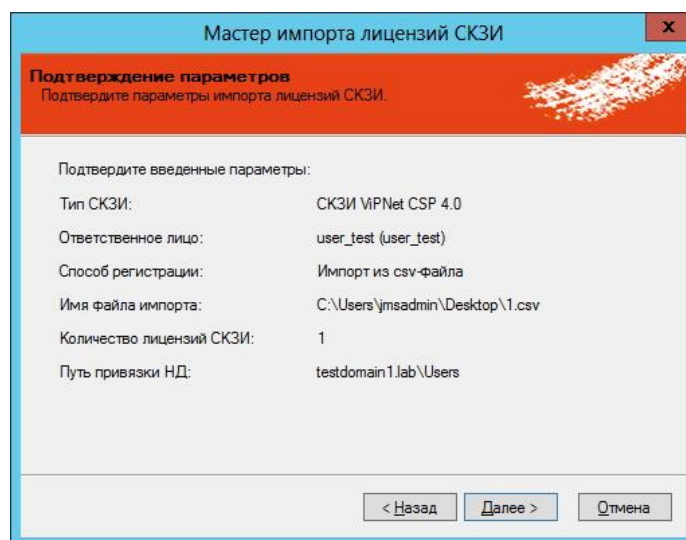 Мастер импорта лицензий СКЗИ
x
Подтверждение параметров
Подтвердите параметры импорта лицензий СКЗИ.
Подтвердите введенные параметры:
Тип СКЗИ: СКЗИ ViPNet CSP 4.0
Ответственное лицо: user_test (user_test)
Способ регистрации: Импорт из csv-файла
Имя файла импорта: C:\Users\jmsadmin\Desktop\1.csv
Количество лицензий СКЗИ: 1
Путь привязки НД: testdomain1.lab\Users
< Назад Далее > Отмена